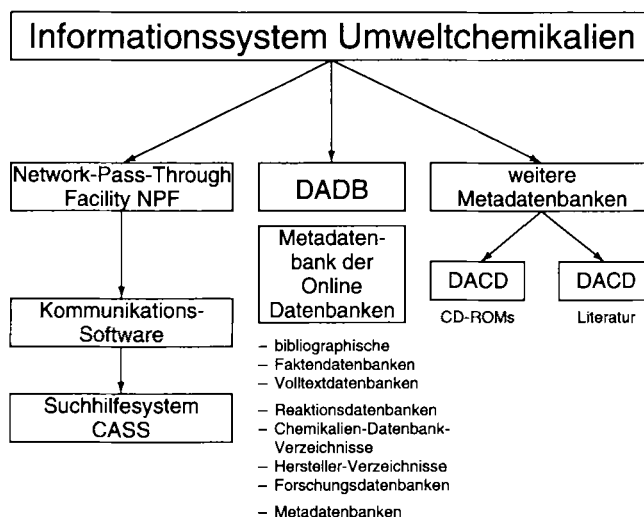 Informationssystem Umweltchemikalien
Network-Pass-Through
Facility NPF
Kommunikations-
Software
Suchhilfesystem
CASS
DADB
Metadaten-
bank der
Online
Datenbanken
– bibliographische
– Faktendatenbanken
– Volltextdatenbanken
– Reaktionsdatenbanken
– Chemikalien-Datenbank-
Verzeichnisse
– Hersteller-Verzeichnisse
– Forschungsdatenbanken
– Metadatenbanken
weitere
Metadatenbanken
DACD
CD-ROMs
DACD
Literatur